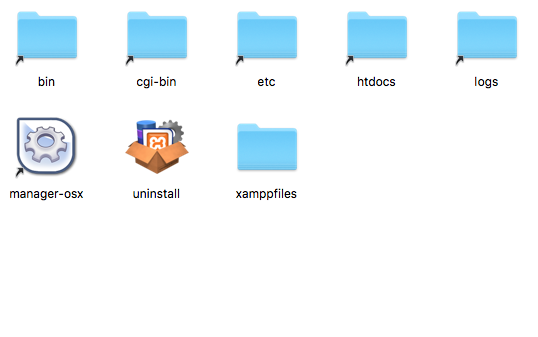 bin
cgi-bin
etc
htdocs
logs
manager-osx
uninstall
xamppfiles